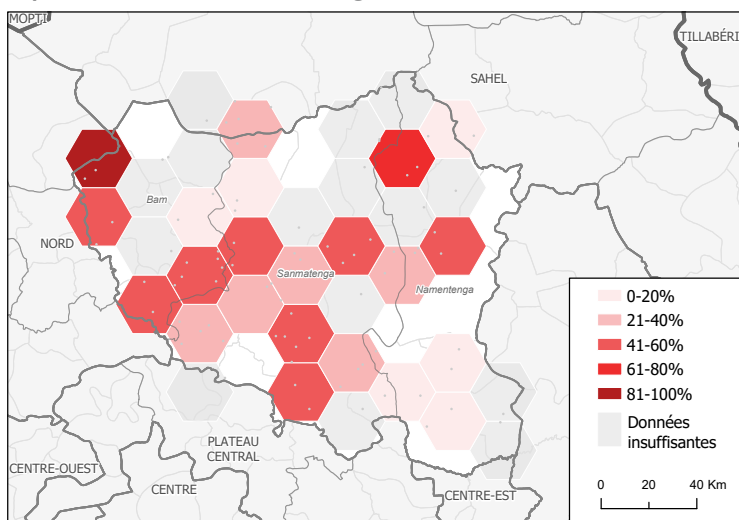 MOPTI
TILLABÉRI
SAHEL
Bam
NORD
Sanmatenga
Namentenga
0-20%
21-40%
41-60%
61-80%
81-100%
Données
insuffisantes
PLATEAU
CENTRAL
CENTRE-OUEST
CENTRE
CENTRE-EST
0 20 40 Km